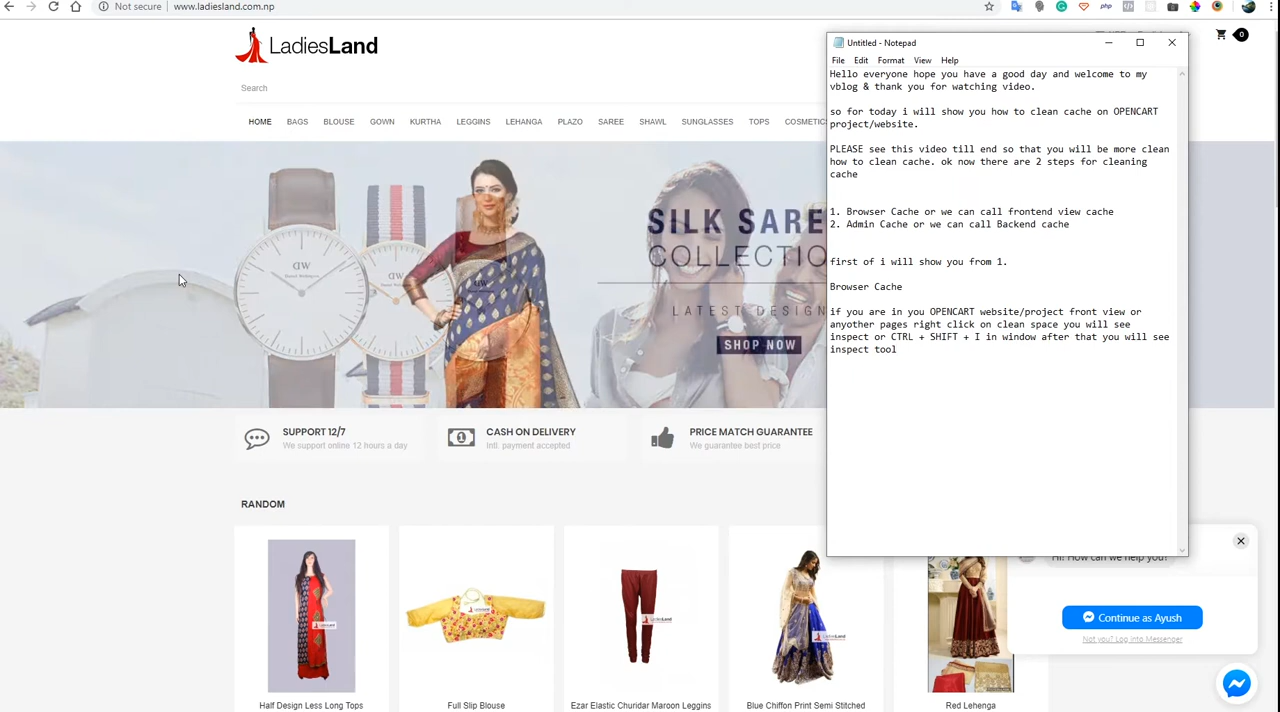 Not secure
www.ladiesland.com.np
php
LadiesLand
0
Search
HOME
BAGS
BLOUSE
GOWN
KURTHA
LEGGINS
LEHANGA
PLAZO
SAREE
SHAWL
SUNGLASSES
TOPS
COSMETICS
SILK SARE
COLLECTIO
LATEST DESIGN
SHOP NOW
SUPPORT 12/7
We support online 12 hours a day
CASH ON DELIVERY
Intl. payment accepted
PRICE MATCH GUARANTEE
We guarantee best price
RANDOM
Half Design Less Long Tops
Full Slip Blouse
Ezar Elastic Churidar Maroon Leggins
Blue Chiffon Print Semi Stitched
Red Lehenga
Untitled - Notepad
File
Edit
Format
View
Help
Hello everyone hope you have a good day and welcome to my
vblog & thank you for watching video.
so for today i will show you how to clean cache on OPENCART
project/website.
PLEASE see this video till end so that you will be more clean
how to clean cache. ok now there are 2 steps for cleaning
cache
1. Browser Cache or we can call frontend view cache
2. Admin Cache or we can call Backend cache
first of i will show you from 1.
Browser Cache
if you are in you OPENCART website/project front view or
anyother pages right click on clean space you will see
inspect or CTRL + SHIFT + I in window after that you will see
inspect tool
Hi! How can we help you?
Continue as Ayush
Not you? Log into Messenger